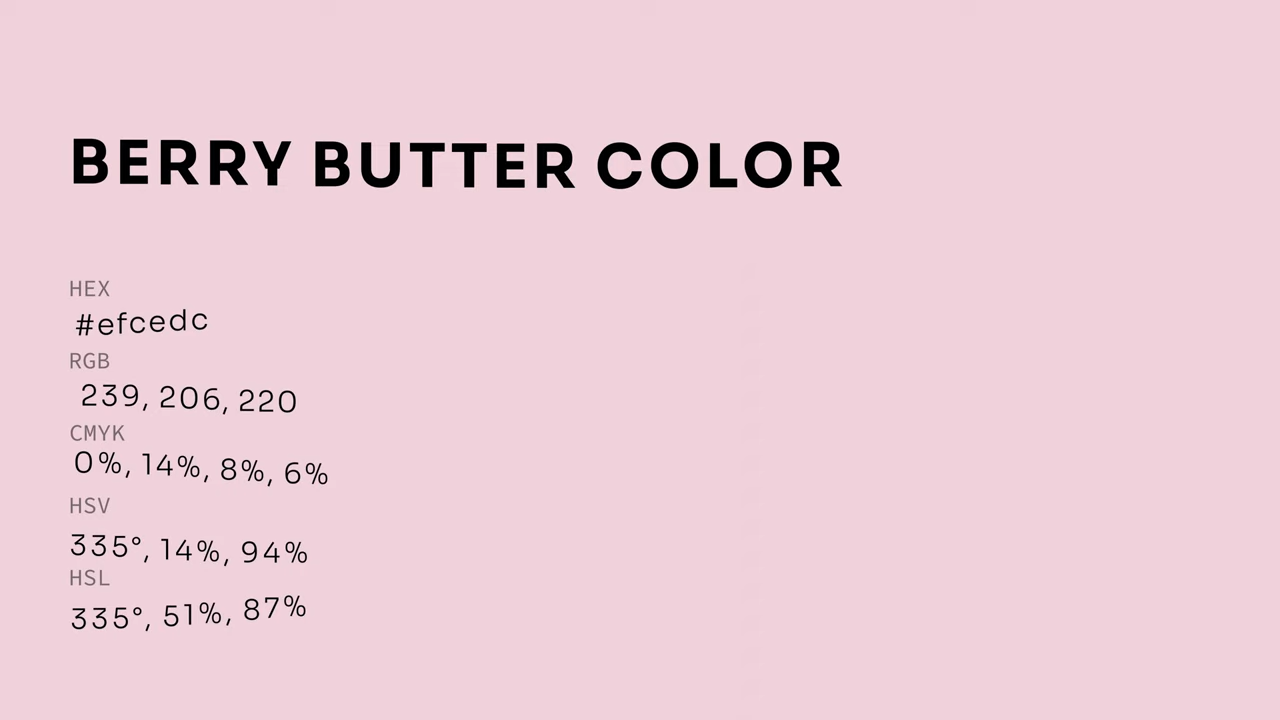 BERRY BUTTER COLOR
HEX
#efcedc
RGB
239, 206, 220
CMYK
0%, 14%, 8%, 6%
HSV
335°, 14%, 94%
HSL
335°, 51%, 87%